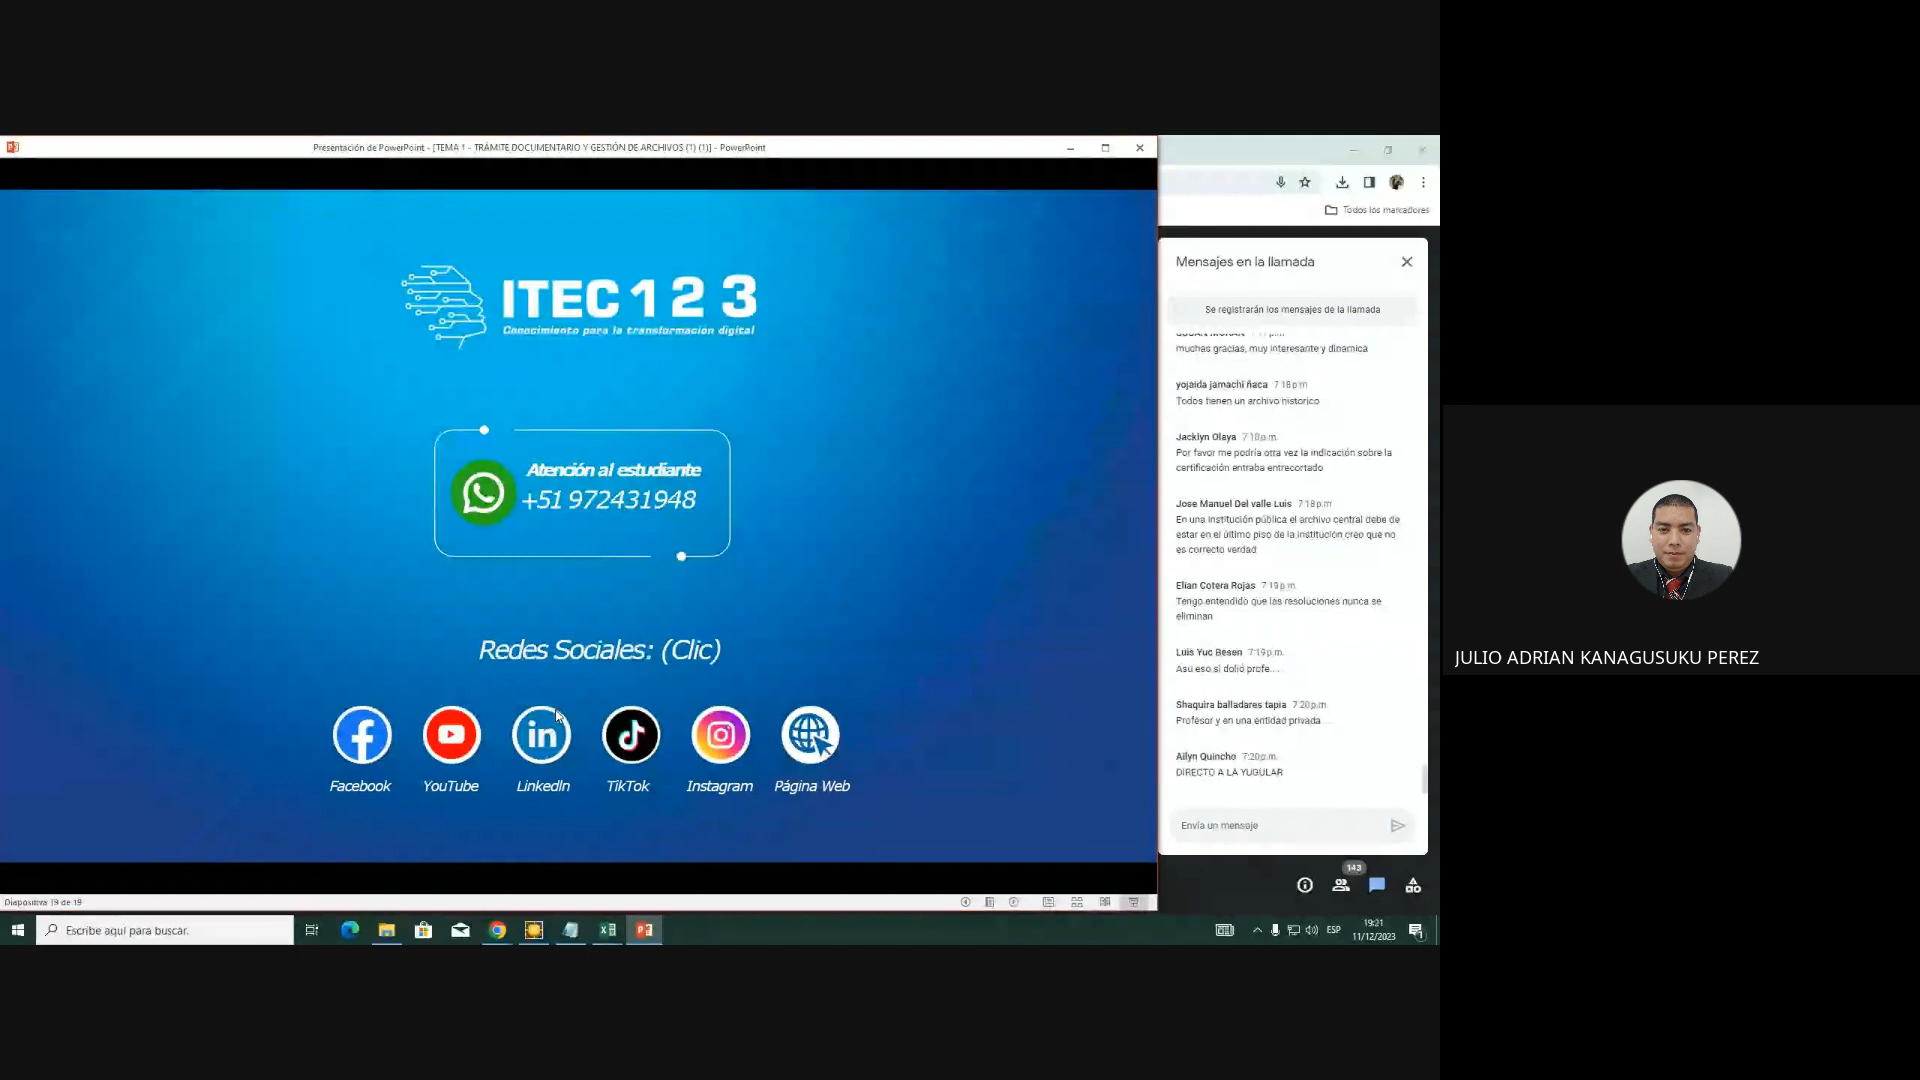 Presentación de PowerPoint - [TEMA 1 - TRÁMITE DOCUMENTARIO Y GESTIÓN DE ARCHIVOS (1) (1)] - PowerPoint
ITEC 1 2 3
Conocimiento para la transformación digital
Atención al estudiante
+51 972431948
Redes Sociales: (Clic)
in
Facebook
YouTube
LinkedIn
TikTok
Instagram
Página Web
Diapositiva 19 de 19
Todos los marcadores
Mensajes en la llamada
Se registrarán los mensajes de la llamada
muchas gracias, muy interesante y dinamica
yojaida jamachi ñaca 7:18 p.m.
Todos tienen un archivo historico
Jacklyn Olaya 7:18 p.m.
Por favor me podría otra vez la indicación sobre la
certificación entraba entrecortado
Jose Manuel Del valle Luis 7:18 p.m.
En una institución pública el archivo central debe de
estar en el último piso de la institución creo que no
es correcto verdad
Elian Cotera Rojas 7:19 p.m.
Tengo entendido que las resoluciones nunca se
eliminan
Luis Yuc Besen 7:19 p.m.
Asu eso si dolió profe...
Shaquira balladares tapia 7:20 p.m.
Profesor y en una entidad privada
Ailyn Quincho 7:20 p.m.
DIRECTO A LA YUGULAR
Envía un mensaje
143
Escribe aquí para buscar.
ESP
19:21
11/12/2023
JULIO ADRIAN KANAGUSUKU PEREZ